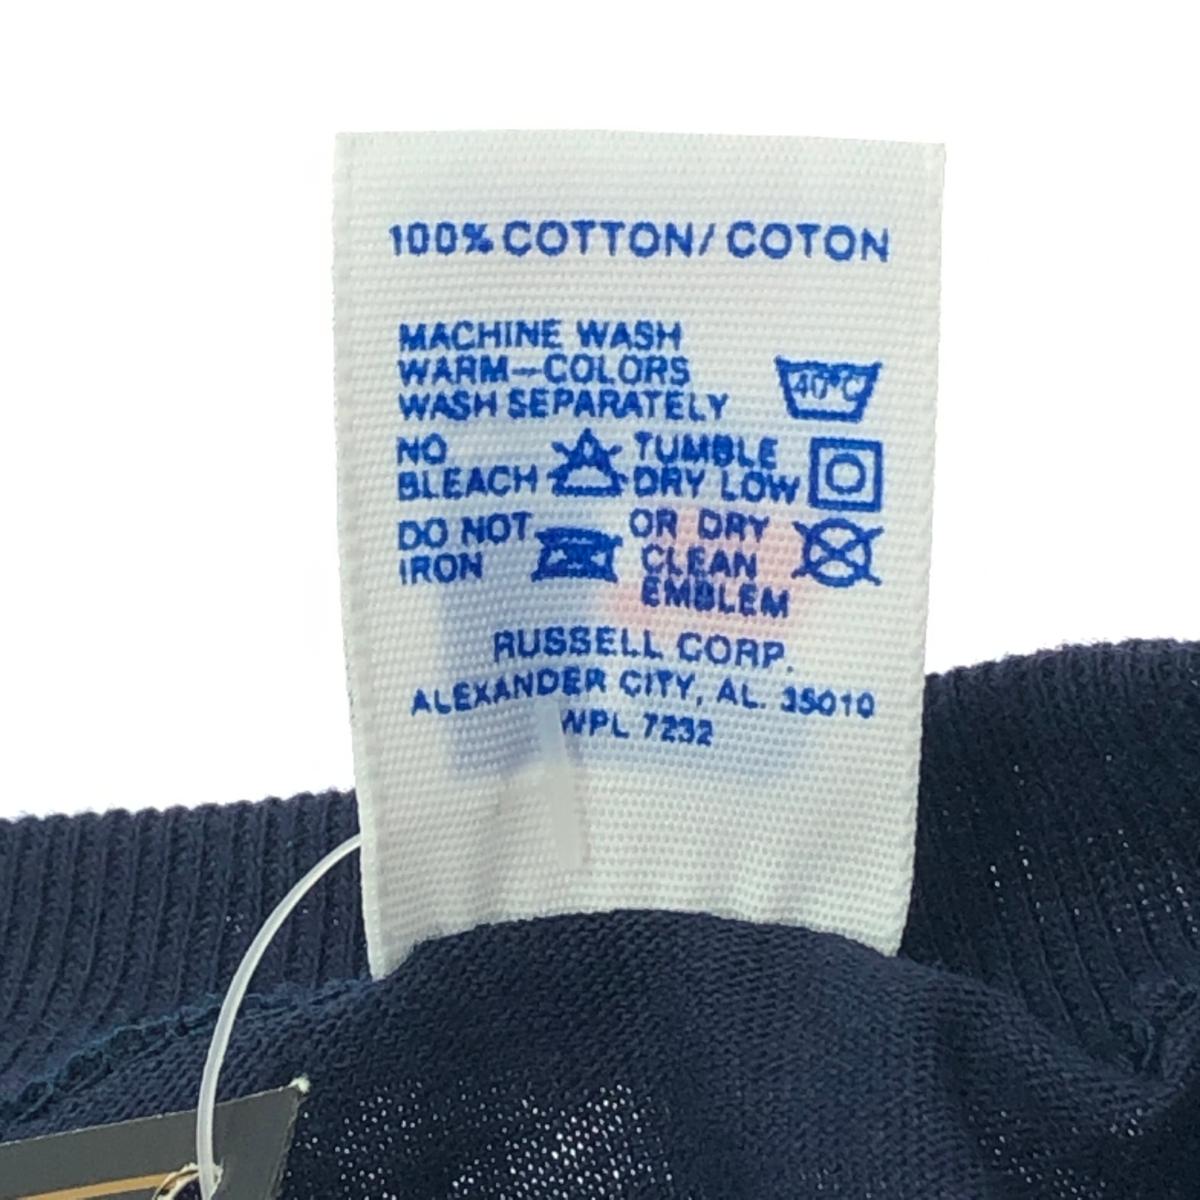 100% COTTON/ COTON
MACHINE WASH
WARM—COLORS
WASH SEPARATELY
40°C
NO
BLEACH
TUMBLE
DRY LOW
DO NOT
IRON
OR DRY
CLEAN
EMBLEM
RUSSELL CORP.
ALEXANDER CITY, AL. 35010
WPL 7232